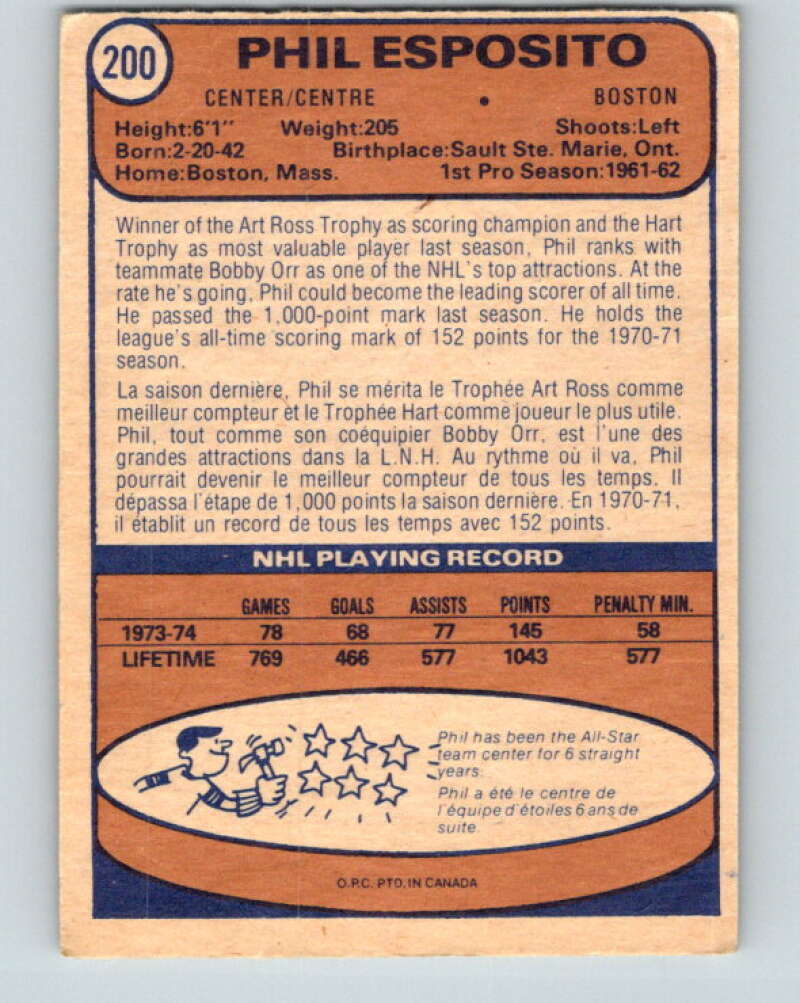 200
PHIL ESPOSITO
CENTER/CENTRE • BOSTON
Height:6'1" Weight:205 Shoots:Left
Born:2-20-42 Birthplace:Sault Ste. Marie, Ont.
Home:Boston, Mass. 1st Pro Season:1961-62
Winner of the Art Ross Trophy as scoring champion and the Hart
Trophy as most valuable player last season, Phil ranks with
teammate Bobby Orr as one of the NHL's top attractions. At the
rate he's going, Phil could become the leading scorer of all time.
He passed the 1,000-point mark last season. He holds the
league's all-time scoring mark of 152 points for the 1970-71
season.
La saison dernière, Phil se mérita le Trophée Art Ross comme
meilleur compteur et le Trophée Hart comme joueur le plus utile.
Phil, tout comme son coéquipier Bobby Orr, est l'une des
grandes attractions dans la L.N.H. Au rythme où il va, Phil
pourrait devenir le meilleur compteur de tous les temps. Il
dépassa l'étape de 1,000 points la saison dernière. En 1970-71,
il établit un record de tous les temps avec 152 points.
NHL PLAYING RECORD
GAMES GOALS ASSISTS POINTS PENALTY MIN.
1973-74 78 68 77 145 58
LIFETIME 769 466 577 1043 577
Phil has been the All-Star
team center for 6 straight
years.
Phil a été le centre de
l'équipe d'étoiles 6 ans de
suite.
O.P.C. PTD. IN CANADA